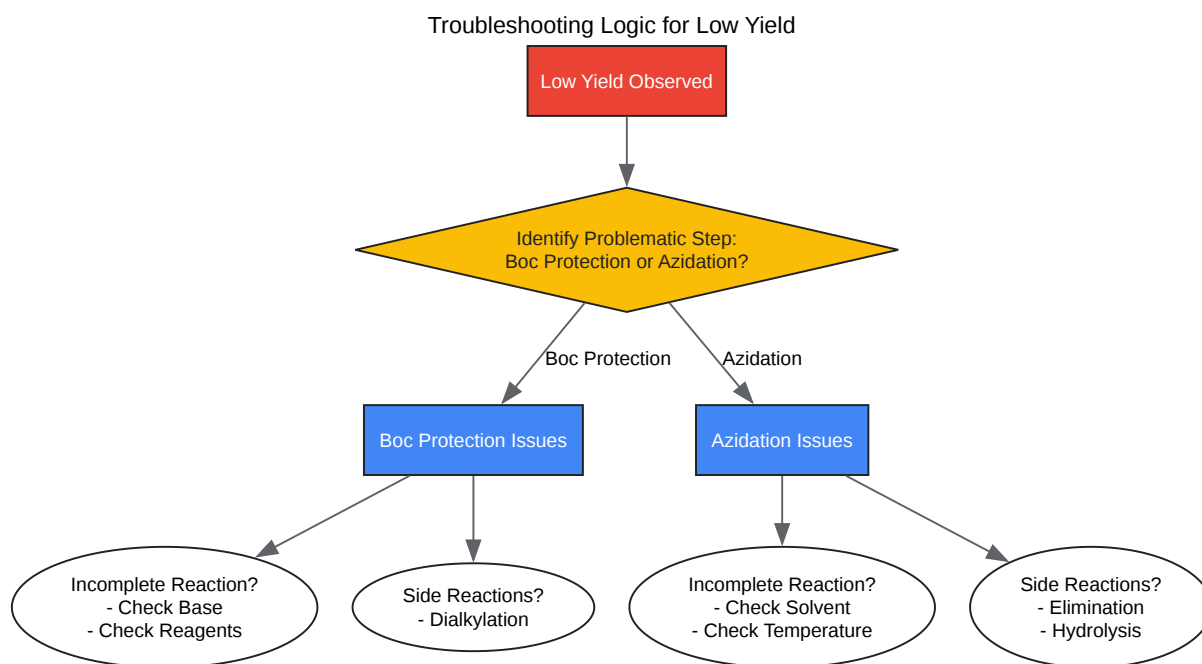 Troubleshooting Logic for Low Yield
Low Yield Observed
Identify Problematic Step:
Boc Protection or Azidation?
Boc Protection
Azidation
Boc Protection Issues
Azidation Issues
Incomplete Reaction?
- Check Base
- Check Reagents
Side Reactions?
- Dialkylation
Incomplete Reaction?
- Check Solvent
- Check Temperature
Side Reactions?
- Elimination
- Hydrolysis